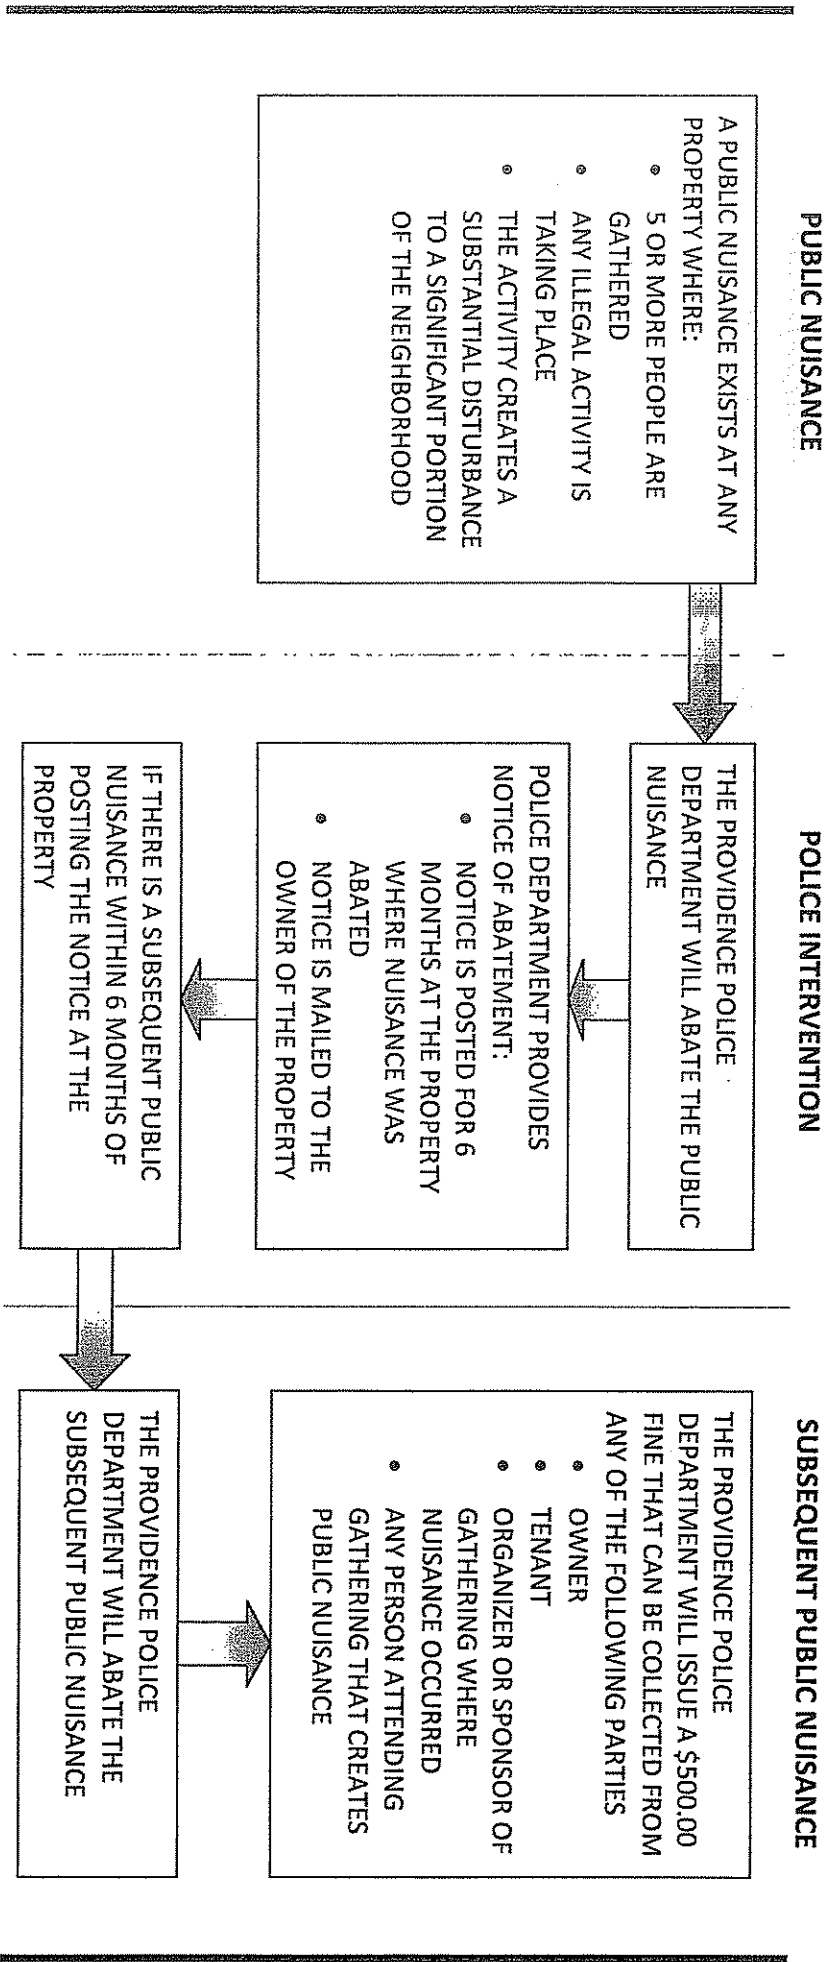 PUBLIC NUISANCE
A PUBLIC NUISANCE EXISTS AT ANY
PROPERTY WHERE:
• 5 OR MORE PEOPLE ARE
GATHERED
• ANY ILLEGAL ACTIVITY IS
TAKING PLACE
• THE ACTIVITY CREATES A
SUBSTANTIAL DISTURBANCE
TO A SIGNIFICANT PORTION
OF THE NEIGHBORHOOD
POLICE INTERVENTION
THE PROVIDENCE POLICE
DEPARTMENT WILL ABATE THE PUBLIC
NUISANCE
POLICE DEPARTMENT PROVIDES
NOTICE OF ABATEMENT:
• NOTICE IS POSTED FOR 6
MONTHS AT THE PROPERTY
WHERE NUISANCE WAS
ABATED
• NOTICE IS MAILED TO THE
OWNER OF THE PROPERTY
IF THERE IS A SUBSEQUENT PUBLIC
NUISANCE WITHIN 6 MONTHS OF
POSTING THE NOTICE AT THE
PROPERTY
SUBSEQUENT PUBLIC NUISANCE
THE PROVIDENCE POLICE
DEPARTMENT WILL ISSUE A $500.00
FINE THAT CAN BE COLLECTED FROM
ANY OF THE FOLLOWING PARTIES
• OWNER
• TENANT
• ORGANIZER OR SPONSOR OF
GATHERING WHERE
NUISANCE OCCURRED
• ANY PERSON ATTENDING
GATHERING THAT CREATES
PUBLIC NUISANCE
THE PROVIDENCE POLICE
DEPARTMENT WILL ABATE THE
SUBSEQUENT PUBLIC NUISANCE